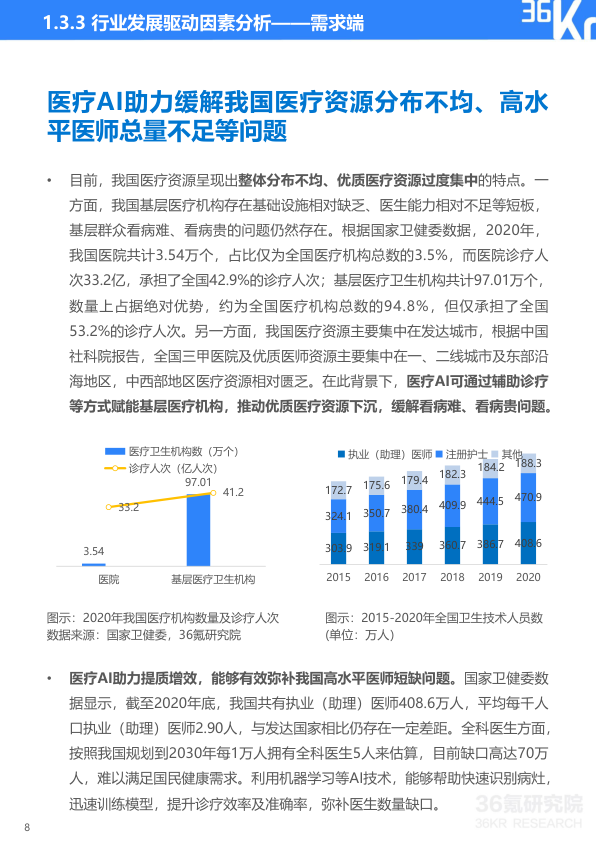 1.3.3 行业发展驱动因素分析——需求端
36Kr
医疗AI助力缓解我国医疗资源分布不均、高水
平医师总量不足等问题
• 目前，我国医疗资源呈现出整体分布不均、优质医疗资源过度集中的特点。一
方面，我国基层医疗机构存在基础设施相对缺乏、医生能力相对不足等短板，
基层群众看病难、看病贵的问题仍然存在。根据国家卫健委数据，2020年，
我国医院共计3.54万个，占比仅为全国医疗机构总数的3.5%，而医院诊疗人
次33.2亿，承担了全国42.9%的诊疗人次；基层医疗卫生机构共计97.01万个，
数量上占据绝对优势，约为全国医疗机构总数的94.8%，但仅承担了全国
53.2%的诊疗人次。另一方面，我国医疗资源主要集中在发达城市，根据中国
社科院报告，全国三甲医院及优质医师资源主要集中在一、二线城市及东部沿
海地区，中西部地区医疗资源相对匮乏。在此背景下，医疗AI可通过辅助诊疗
等方式赋能基层医疗机构，推动优质医疗资源下沉，缓解看病难、看病贵问题。
医疗卫生机构数（万个）
诊疗人次（亿人次）
97.01
33.2
41.2
3.54
医院 基层医疗卫生机构
执业（助理）医师 注册护士 其他
172.7 175.6 179.4 182.3 184.2 188.3
324.1 350.7 380.4 409.9 444.5 470.9
303.9 319.1 339 360.7 386.7 408.6
2015 2016 2017 2018 2019 2020
图示：2020年我国医疗机构数量及诊疗人次
数据来源：国家卫健委，36氪研究院
图示：2015-2020年全国卫生技术人员数
(单位：万人）
• 医疗AI助力提质增效，能够有效弥补我国高水平医师短缺问题。国家卫健委数
据显示，截至2020年底，我国共有执业（助理）医师408.6万人，平均每千人
口执业（助理）医师2.90人，与发达国家相比仍存在一定差距。全科医生方面，
按照我国规划到2030年每1万人拥有全科医生5人来估算，目前缺口高达70万
人，难以满足国民健康需求。利用机器学习等AI技术，能够帮助快速识别病灶，
迅速训练模型，提升诊疗效率及准确率，弥补医生数量缺口。
36氪研究院
36KR RESEARCH
8